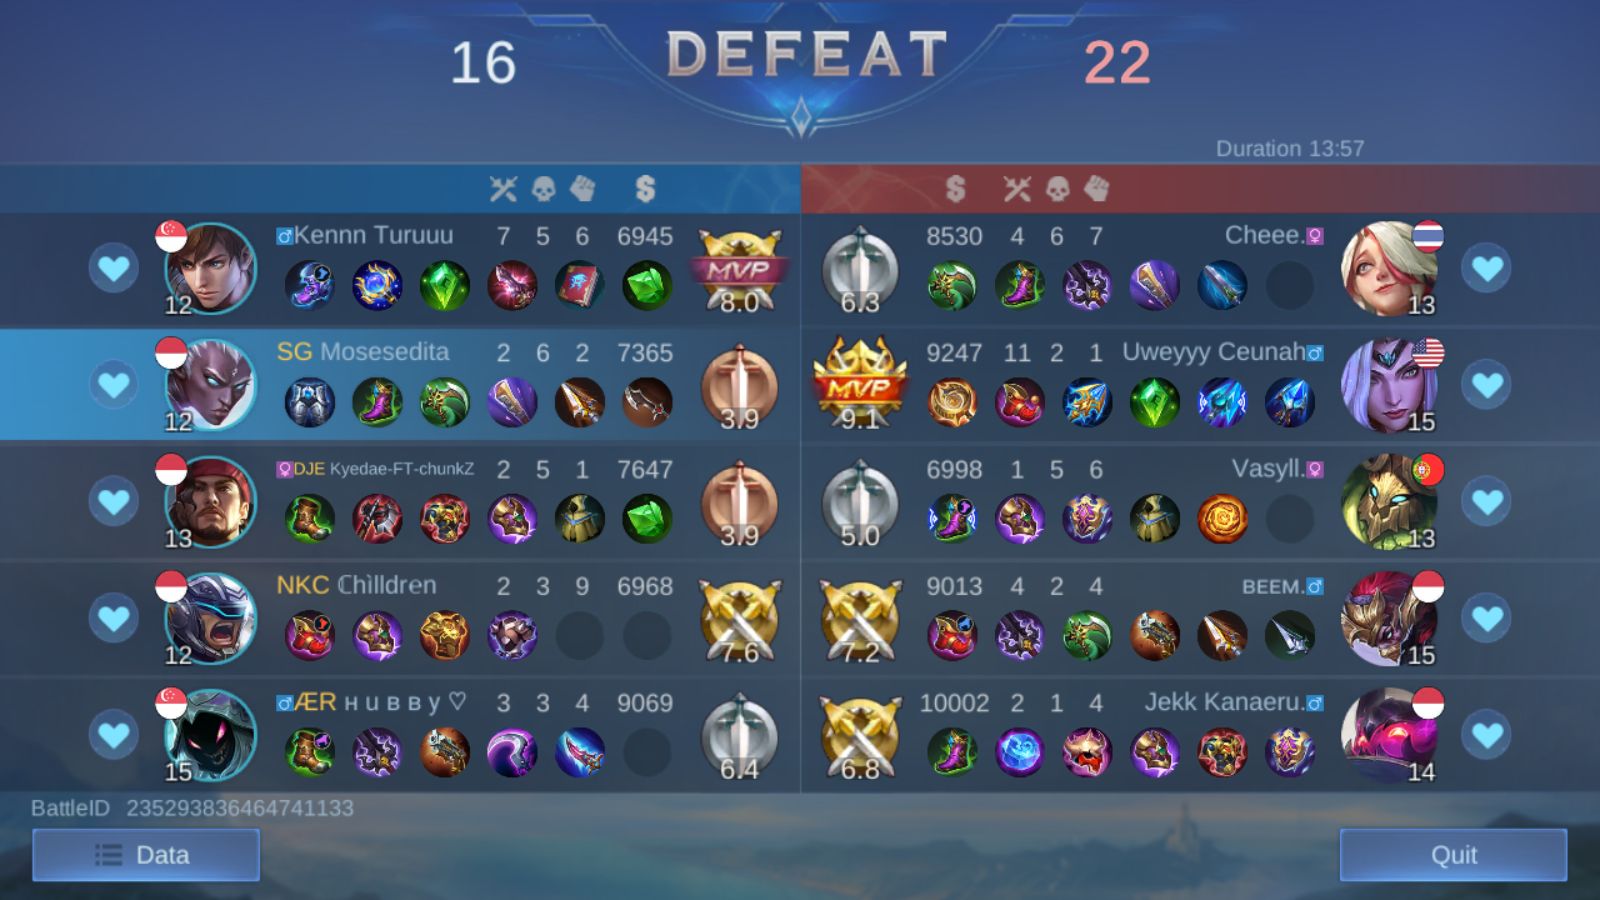 16 DEFEAT 22
Duration 13:57
Kennn Turuuu 7 5 6 6945 MVP 8.0
12
6.3 8530 4 6 7 Cheee.
13
SG Mosesedita 2 6 2 7365 3.9
12
MVP 9.1 9247 11 2 1 Uweyyy Ceunah
15
DJE Kyedae-FT-chunkZ 2 5 1 7647 3.9
13
5.0 6998 1 5 6 Vasyll.
13
NKC Chìlldren 2 3 9 6968 7.6
12
7.2 9013 4 2 4 BEEM.
15
ÆR ʜ ᴜ ʙ ʙ ʏ ♡ 3 3 4 9069 6.4
15
6.8 10002 2 1 4 Jekk Kanaeru.
14
BattleID 235293836464741133
Data
Quit